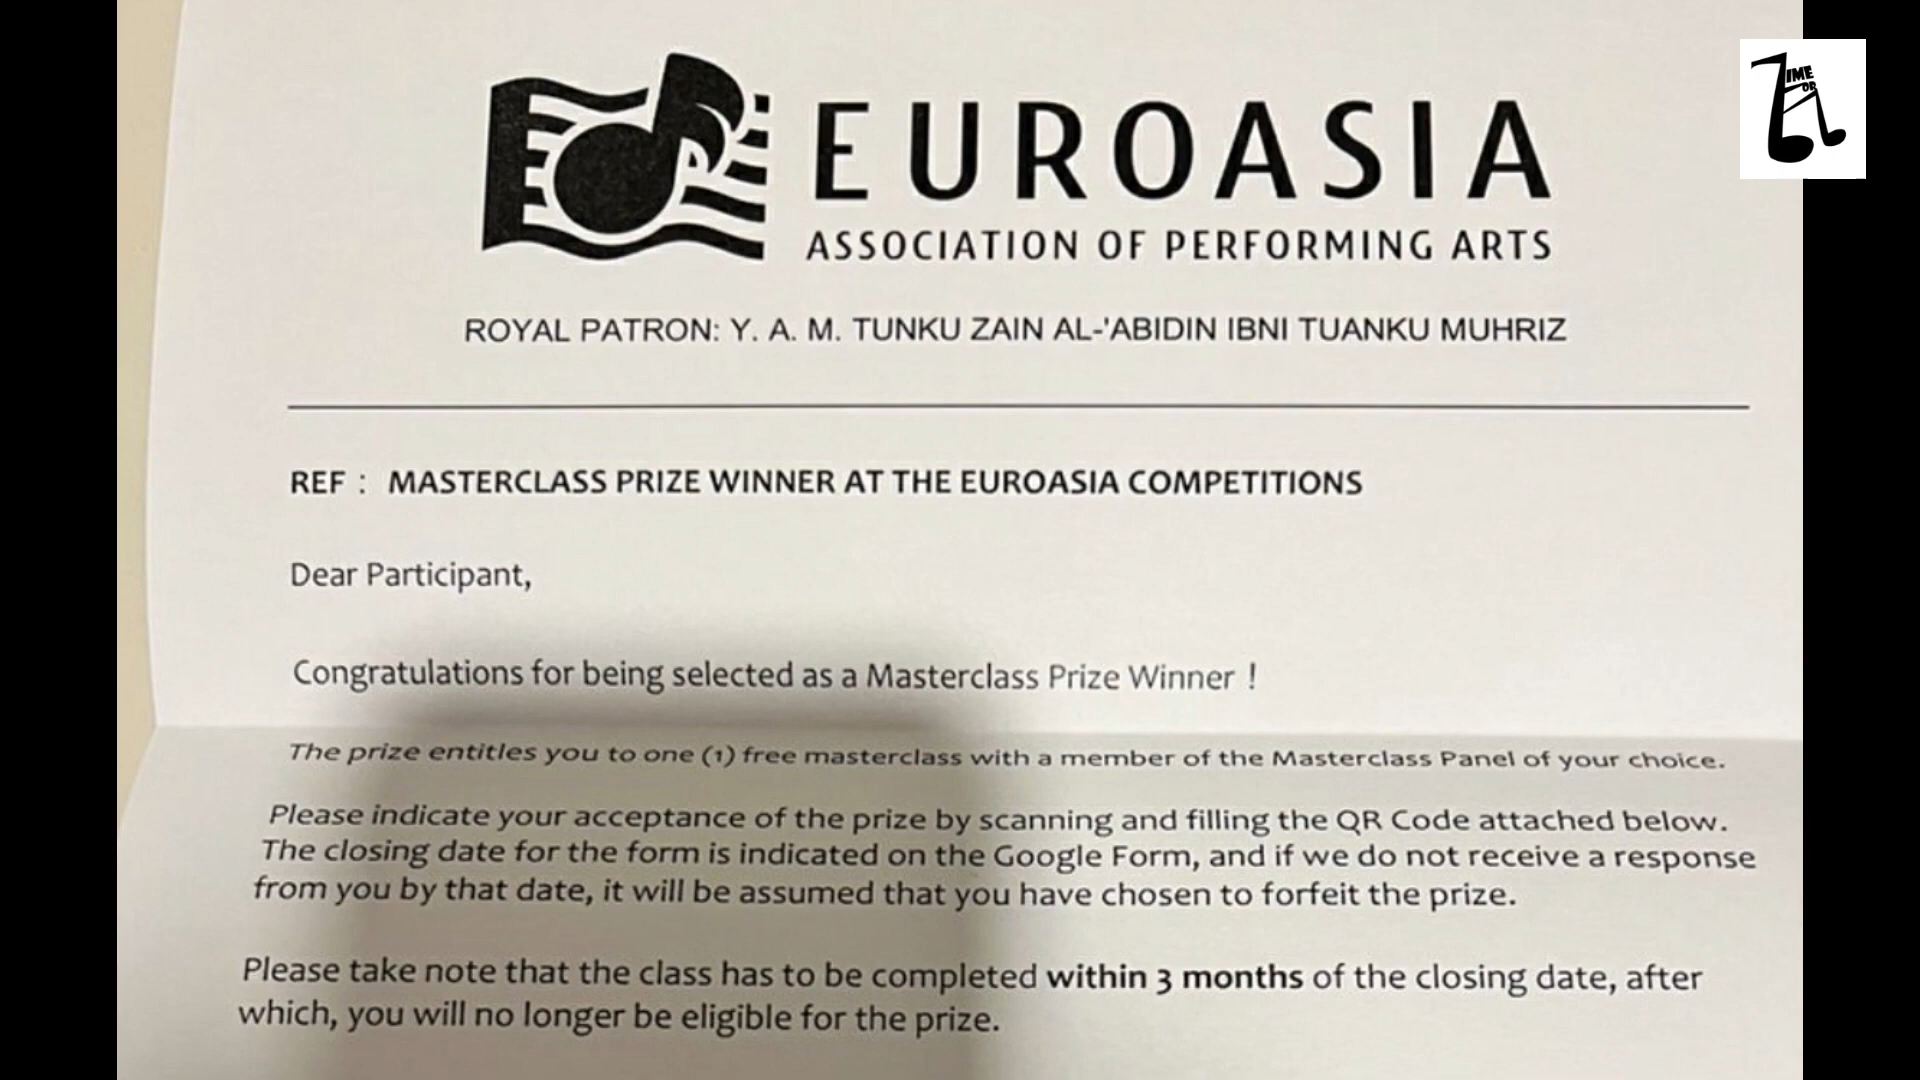 EUROASIA
ASSOCIATION OF PERFORMING ARTS
ROYAL PATRON: Y. A. M. TUNKU ZAIN AL-'ABIDIN IBNI TUANKU MUHRIZ
REF : MASTERCLASS PRIZE WINNER AT THE EUROASIA COMPETITIONS
Dear Participant,
Congratulations for being selected as a Masterclass Prize Winner !
The prize entitles you to one (1) free masterclass with a member of the Masterclass Panel of your choice.
Please indicate your acceptance of the prize by scanning and filling the QR Code attached below.
The closing date for the form is indicated on the Google Form, and if we do not receive a response
from you by that date, it will be assumed that you have chosen to forfeit the prize.
Please take note that the class has to be completed within 3 months of the closing date, after
which, you will no longer be eligible for the prize.